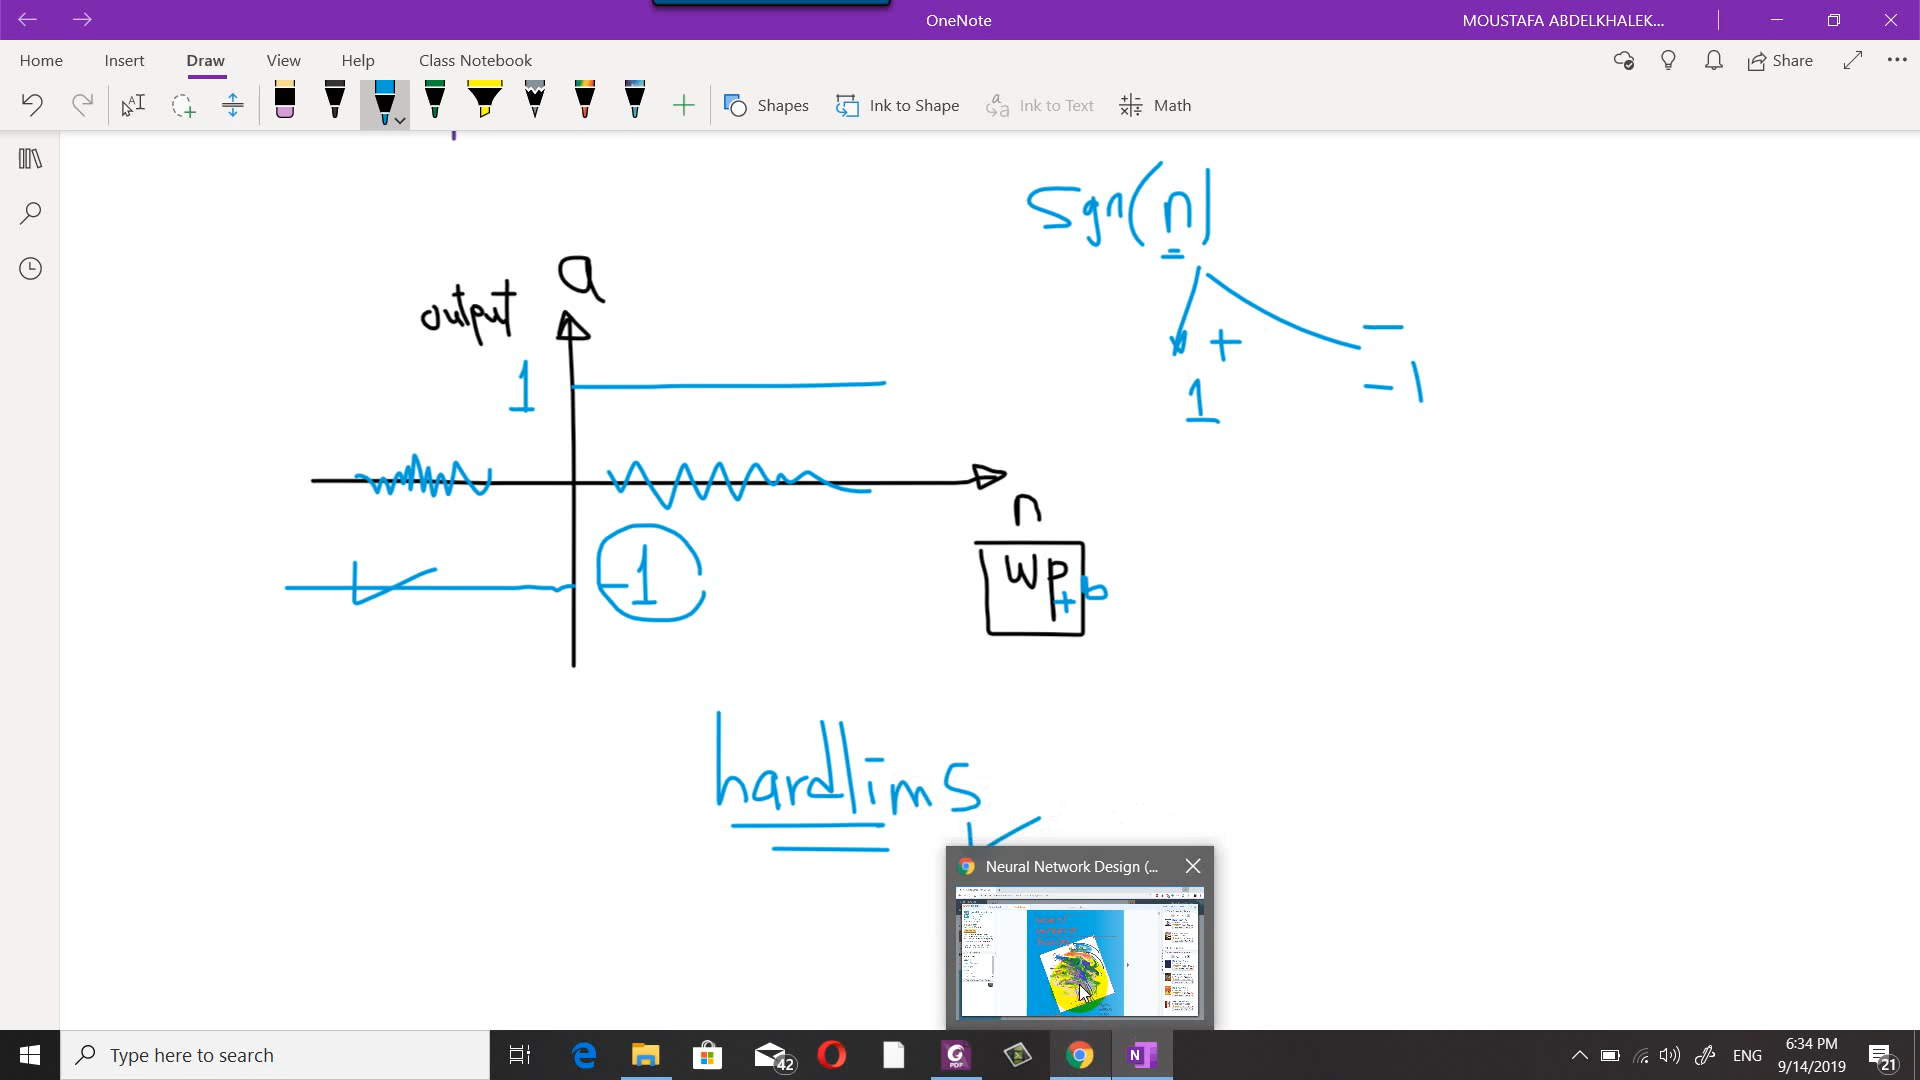 OneNote
MOUSTAFA ABDELKHALEK...
Home Insert Draw View Help Class Notebook
Share
Shapes Ink to Shape Ink to Text Math
sgn(n)
a
output
+ −
1 −1
1
n
−1
wp
+b
hardlims
Neural Network Design (...
Type here to search
42
PDF
N
ENG
6:34 PM
9/14/2019
21